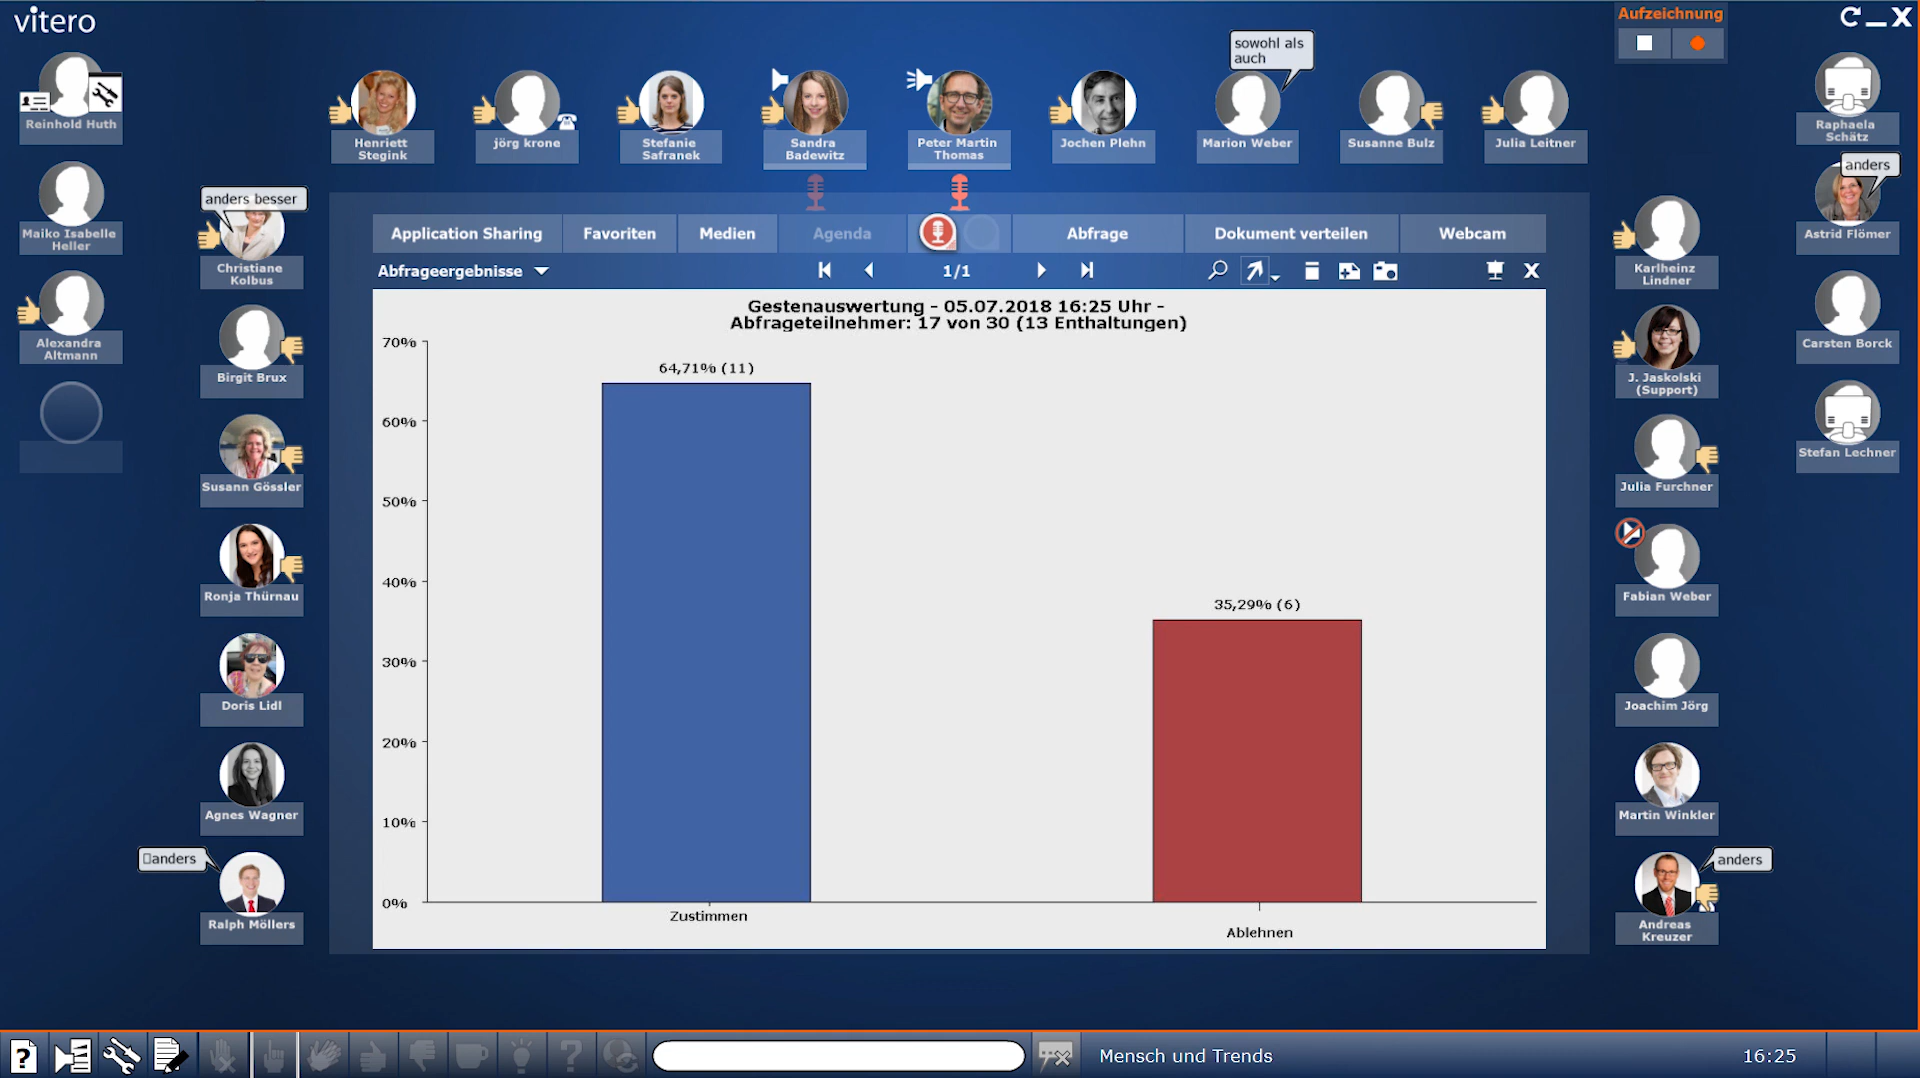 vitero
Aufzeichnung
Reinhold Huth
Maiko Isabelle
Heller
Alexandra
Altmann
anders besser
Christiane
Kolbus
Birgit Brux
Susann Gössler
Ronja Thürnau
Doris Lidl
Agnes Wagner
anders
Ralph Möllers
Henriett
Stegink
jörg krone
Stefanie
Safranek
Sandra
Badewitz
Peter Martin
Thomas
Jochen Plehn
sowohl als
auch
Marion Weber
Susanne Bulz
Julia Leitner
Application Sharing
Favoriten
Medien
Agenda
Abfrage
Dokument verteilen
Webcam
Abfrageergebnisse
1/1
Gestenauswertung - 05.07.2018 16:25 Uhr -
Abfrageteilnehmer: 17 von 30 (13 Enthaltungen)
70%
60%
50%
40%
30%
20%
10%
0%
64,71% (11)
35,29% (6)
Zustimmen
Ablehnen
Karlheinz
Lindner
J. Jaskolski
(Support)
Julia Furchner
Fabian Weber
Joachim Jörg
Martin Winkler
anders
Andreas
Kreuzer
Raphaela
Schätz
anders
Astrid Flömer
Carsten Borck
Stefan Lechner
?
?
Mensch und Trends
16:25